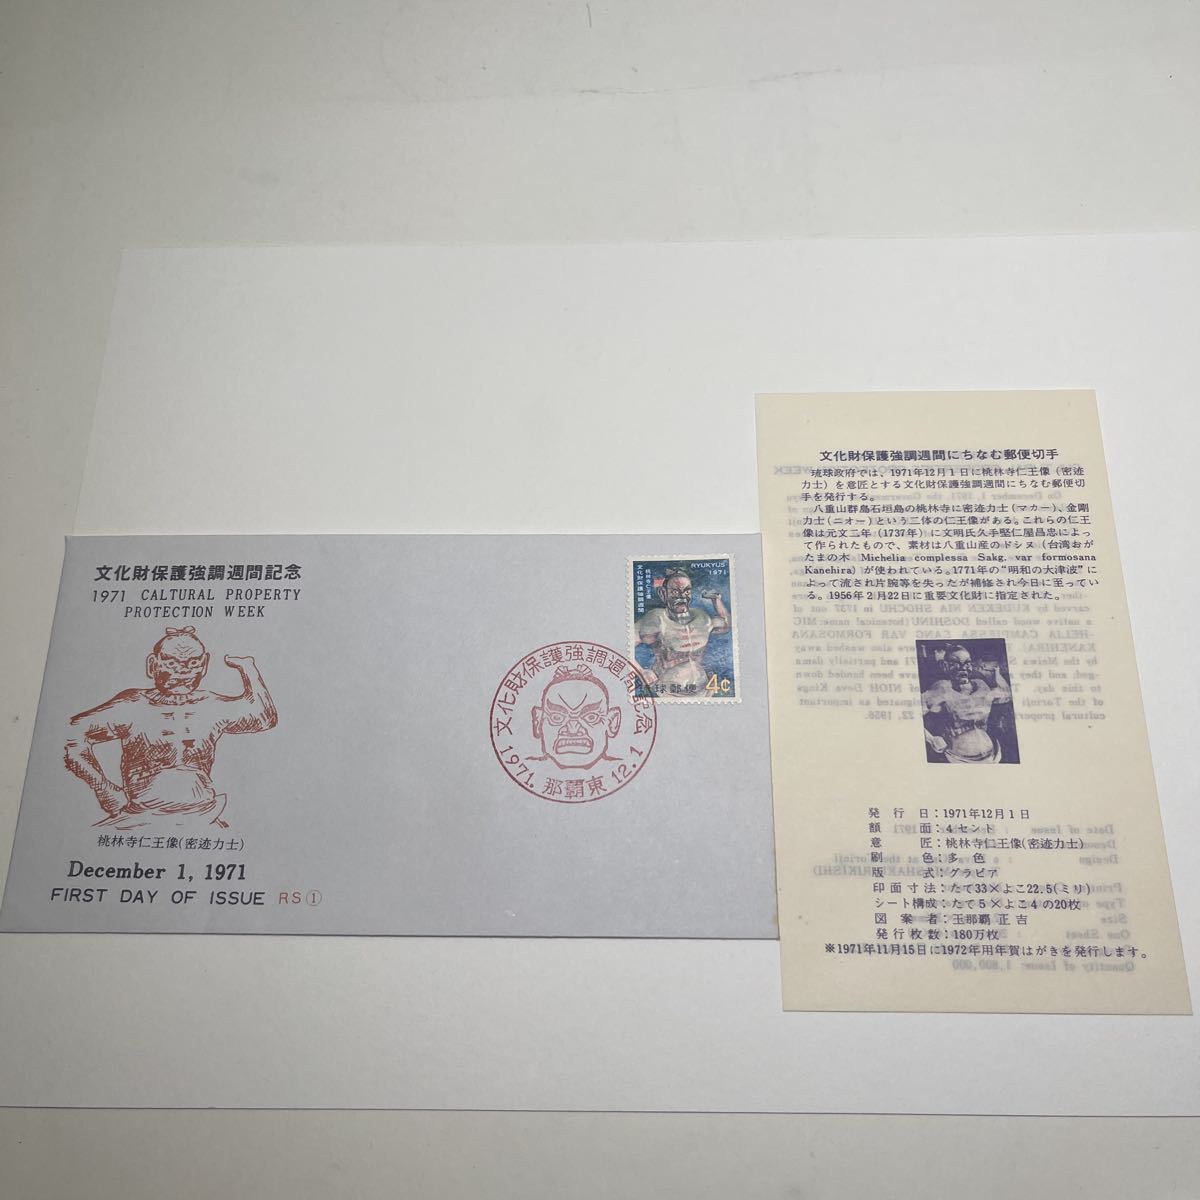 文化財保護強調週間記念
1971 CALTURAL PROPERTY
PROTECTION WEEK
桃林寺仁王像(密迹力士)
December 1, 1971
FIRST DAY OF ISSUE RS①
RYUKYUS
1971
桃林寺仁王像
文化財保護強調週間
琉球郵便 4¢
文化財保護強調週間記念
1971. 那覇東 12.1
文化財保護強調週間にちなむ郵便切手
琉球政府では、1971年12月1日に桃林寺仁王像（密迹
力士）を意匠とする文化財保護強調週間にちなむ郵便切
手を発行する。
八重山群島石垣島の桃林寺に密迹力士(マカー)、金剛
力士(ニオー)という二体の仁王像がある。これらの仁王
像は元文二年(1737年)に文明氏久手堅仁屋昌忠によっ
て作られたもので、素材は八重山産のドシヌ（台湾おが
たまの木 Michelia complessa Sakg. var formosana
Kanehira）が使われている。1771年の“明和の大津波”に
よって流され片腕等を失ったが補修され今日に至ってい
る。1956年2月22日に重要文化財に指定された。
発行日：1971年12月1日
額面：4セント
意匠：桃林寺仁王像(密迹力士)
刷色：多色
版式：グラビア
印面寸法：たて33×よこ22.5(ミリ)
シート構成：たて5×よこ4の20枚
図案者：玉那覇 正吉
発行枚数：180万枚
※1971年11月15日に1972年用年賀はがきを発行します。